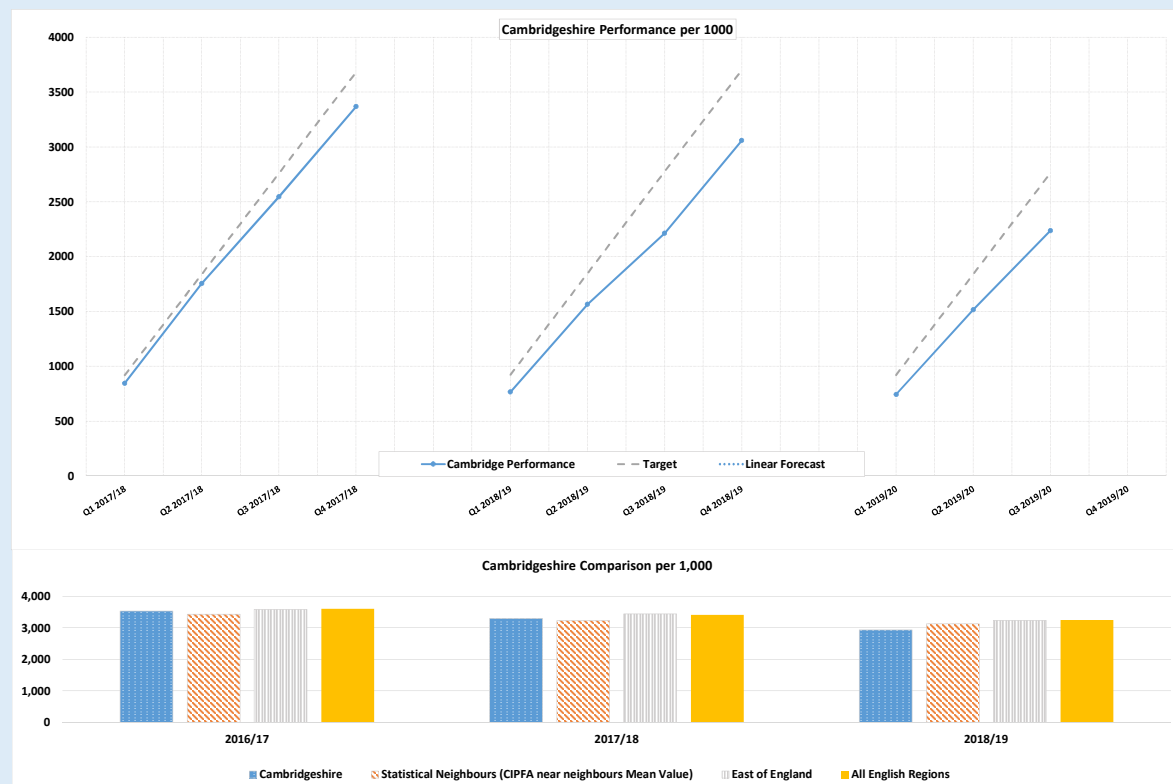 Cambridgeshire Performance per 1000
4000
3500
3000
2500
2000
1500
1000
500
0
Cambridge Performance Target Linear Forecast
Q1 2017/18 Q2 2017/18 Q3 2017/18 Q4 2017/18 Q1 2018/19 Q2 2018/19 Q3 2018/19 Q4 2018/19 Q1 2019/20 Q2 2019/20 Q3 2019/20 Q4 2019/20
Cambridgeshire Comparison per 1,000
4,000
3,000
2,000
1,000
0
2016/17 2017/18 2018/19
Cambridgeshire Statistical Neighbours (CIPFA near neighbours Mean Value) East of England All English Regions